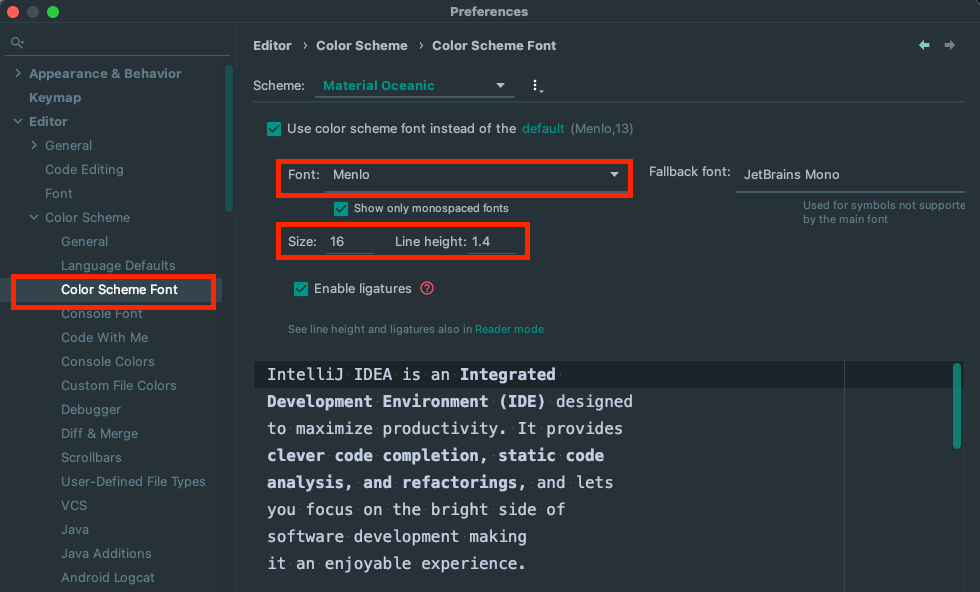 Preferences
Editor › Color Scheme › Color Scheme Font
Appearance & Behavior
Keymap
Editor
General
Code Editing
Font
Color Scheme
General
Language Defaults
Color Scheme Font
Console Font
Code With Me
Console Colors
Custom File Colors
Debugger
Diff & Merge
Scrollbars
User-Defined File Types
VCS
Java
Java Additions
Android Logcat
Scheme: Material Oceanic
Use color scheme font instead of the default (Menlo,13)
Font: Menlo
Fallback font: JetBrains Mono
Show only monospaced fonts
Used for symbols not supporte
by the main font
Size: 16 Line height: 1.4
Enable ligatures ?
See line height and ligatures also in Reader mode
IntelliJ IDEA is an Integrated
Development Environment (IDE) designed
to maximize productivity. It provides
clever code completion, static code
analysis, and refactorings, and lets
you focus on the bright side of
software development making
it an enjoyable experience.